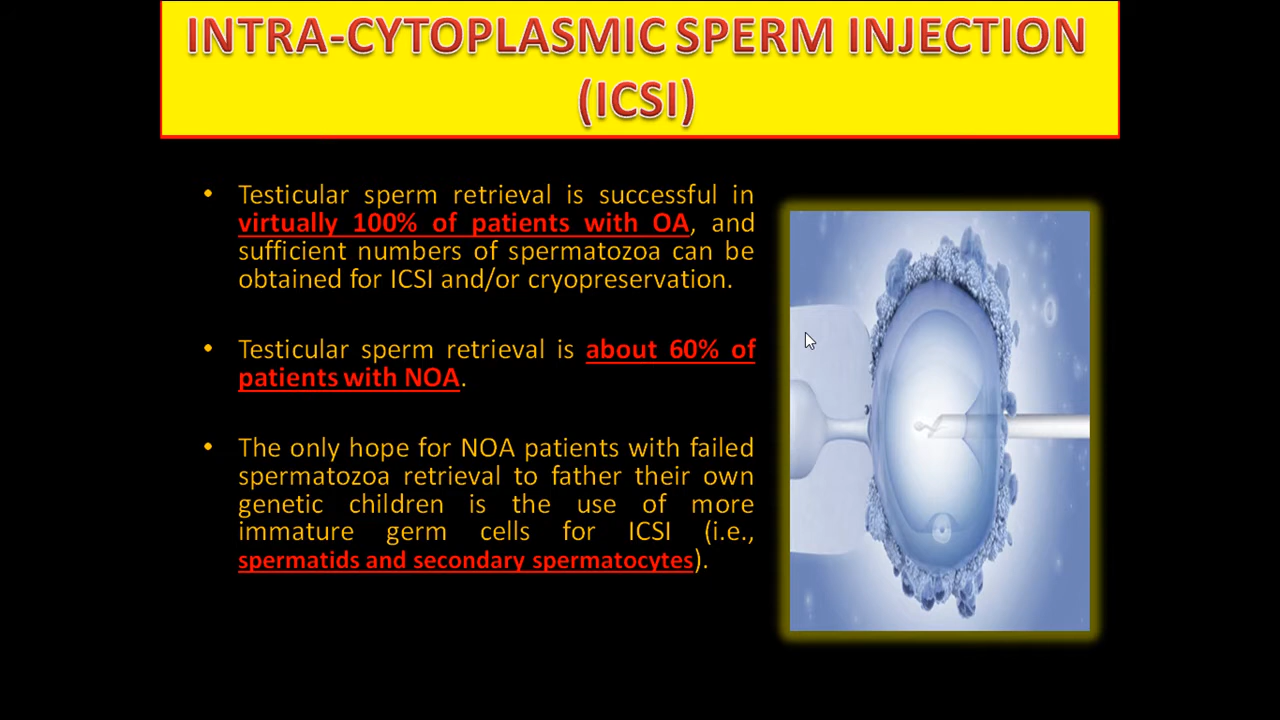 INTRA-CYTOPLASMIC SPERM INJECTION
(ICSI)
• Testicular sperm retrieval is successful in
virtually 100% of patients with OA, and
sufficient numbers of spermatozoa can be
obtained for ICSI and/or cryopreservation.
• Testicular sperm retrieval is about 60% of
patients with NOA.
• The only hope for NOA patients with failed
spermatozoa retrieval to father their own
genetic children is the use of more
immature germ cells for ICSI (i.e.,
spermatids and secondary spermatocytes).